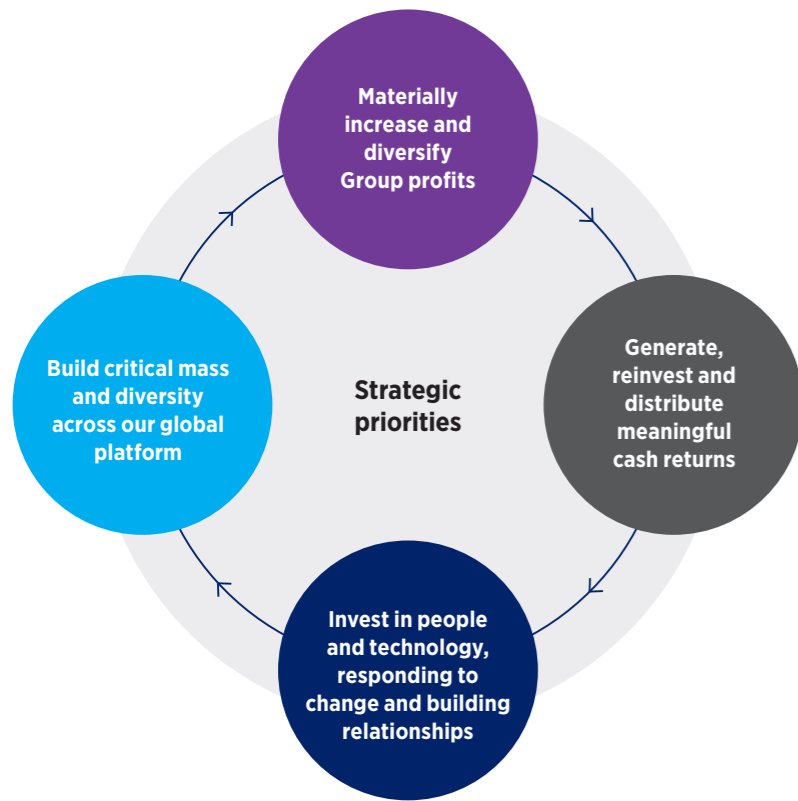 Materially
increase and
diversify
Group profits
Build critical mass
and diversity
across our global
platform
Strategic
priorities
Generate,
reinvest and
distribute
meaningful
cash returns
Invest in people
and technology,
responding to
change and building
relationships